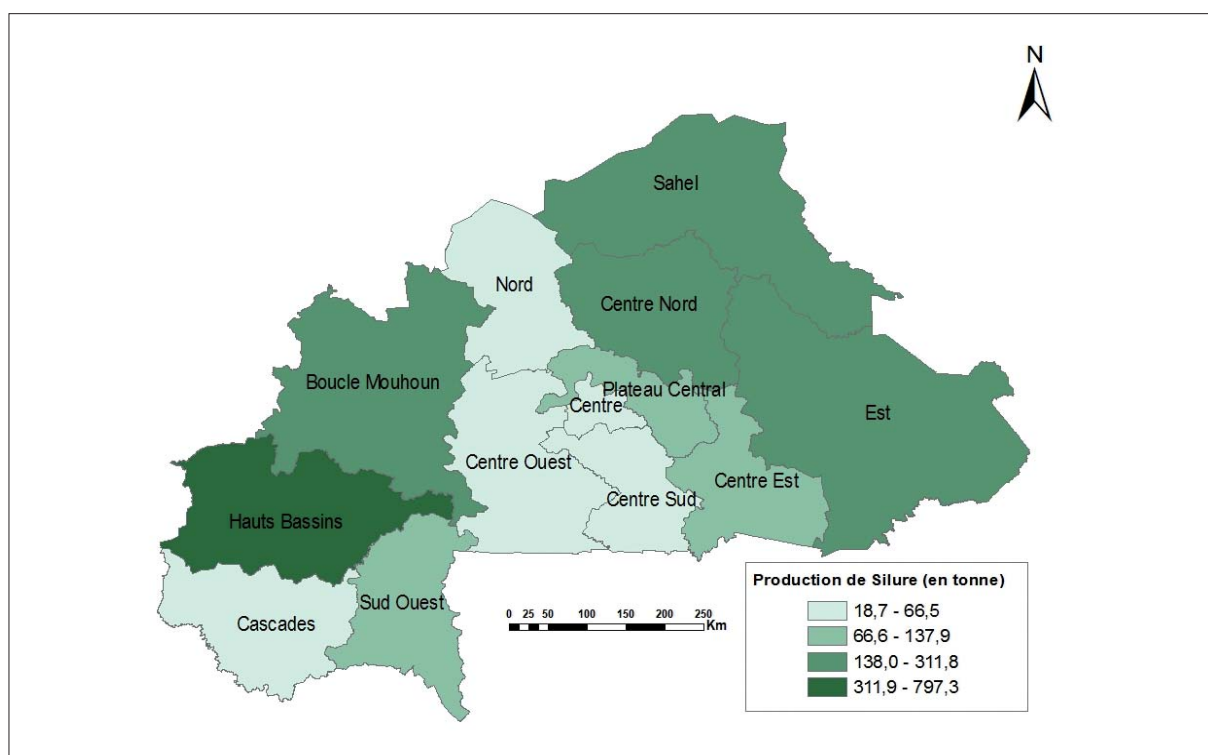 N
Sahel
Nord
Centre Nord
Boucle Mouhoun
Plateau Central
Centre
Est
Centre Ouest
Centre Est
Centre Sud
Hauts Bassins
Sud Ouest
Cascades
0 25 50 100 150 200 250
Km
Production de Silure (en tonne)
18,7 - 66,5
66,6 - 137,9
138,0 - 311,8
311,9 - 797,3